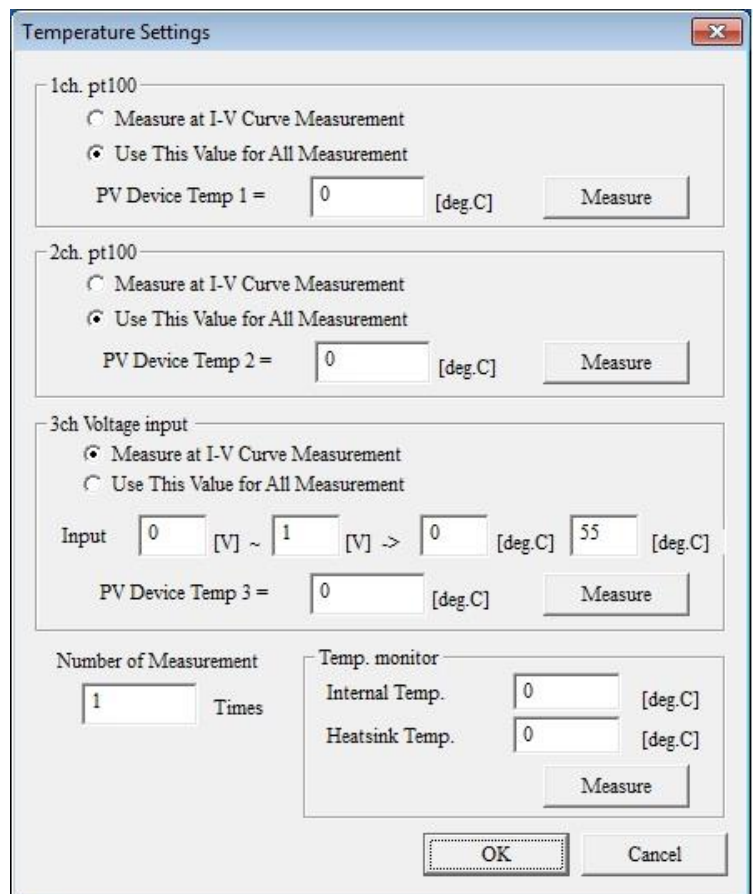 Temperature Settings
1ch. pt100
Measure at I-V Curve Measurement
Use This Value for All Measurement
PV Device Temp 1 = 0 [deg.C] Measure
2ch. pt100
Measure at I-V Curve Measurement
Use This Value for All Measurement
PV Device Temp 2 = 0 [deg.C] Measure
3ch Voltage input
Measure at I-V Curve Measurement
Use This Value for All Measurement
Input 0 [V] ~ 1 [V] -> 0 [deg.C] 55 [deg.C]
PV Device Temp 3 = 0 [deg.C] Measure
Number of Measurement
1 Times
Temp. monitor
Internal Temp. 0 [deg.C]
Heatsink Temp. 0 [deg.C]
Measure
OK Cancel